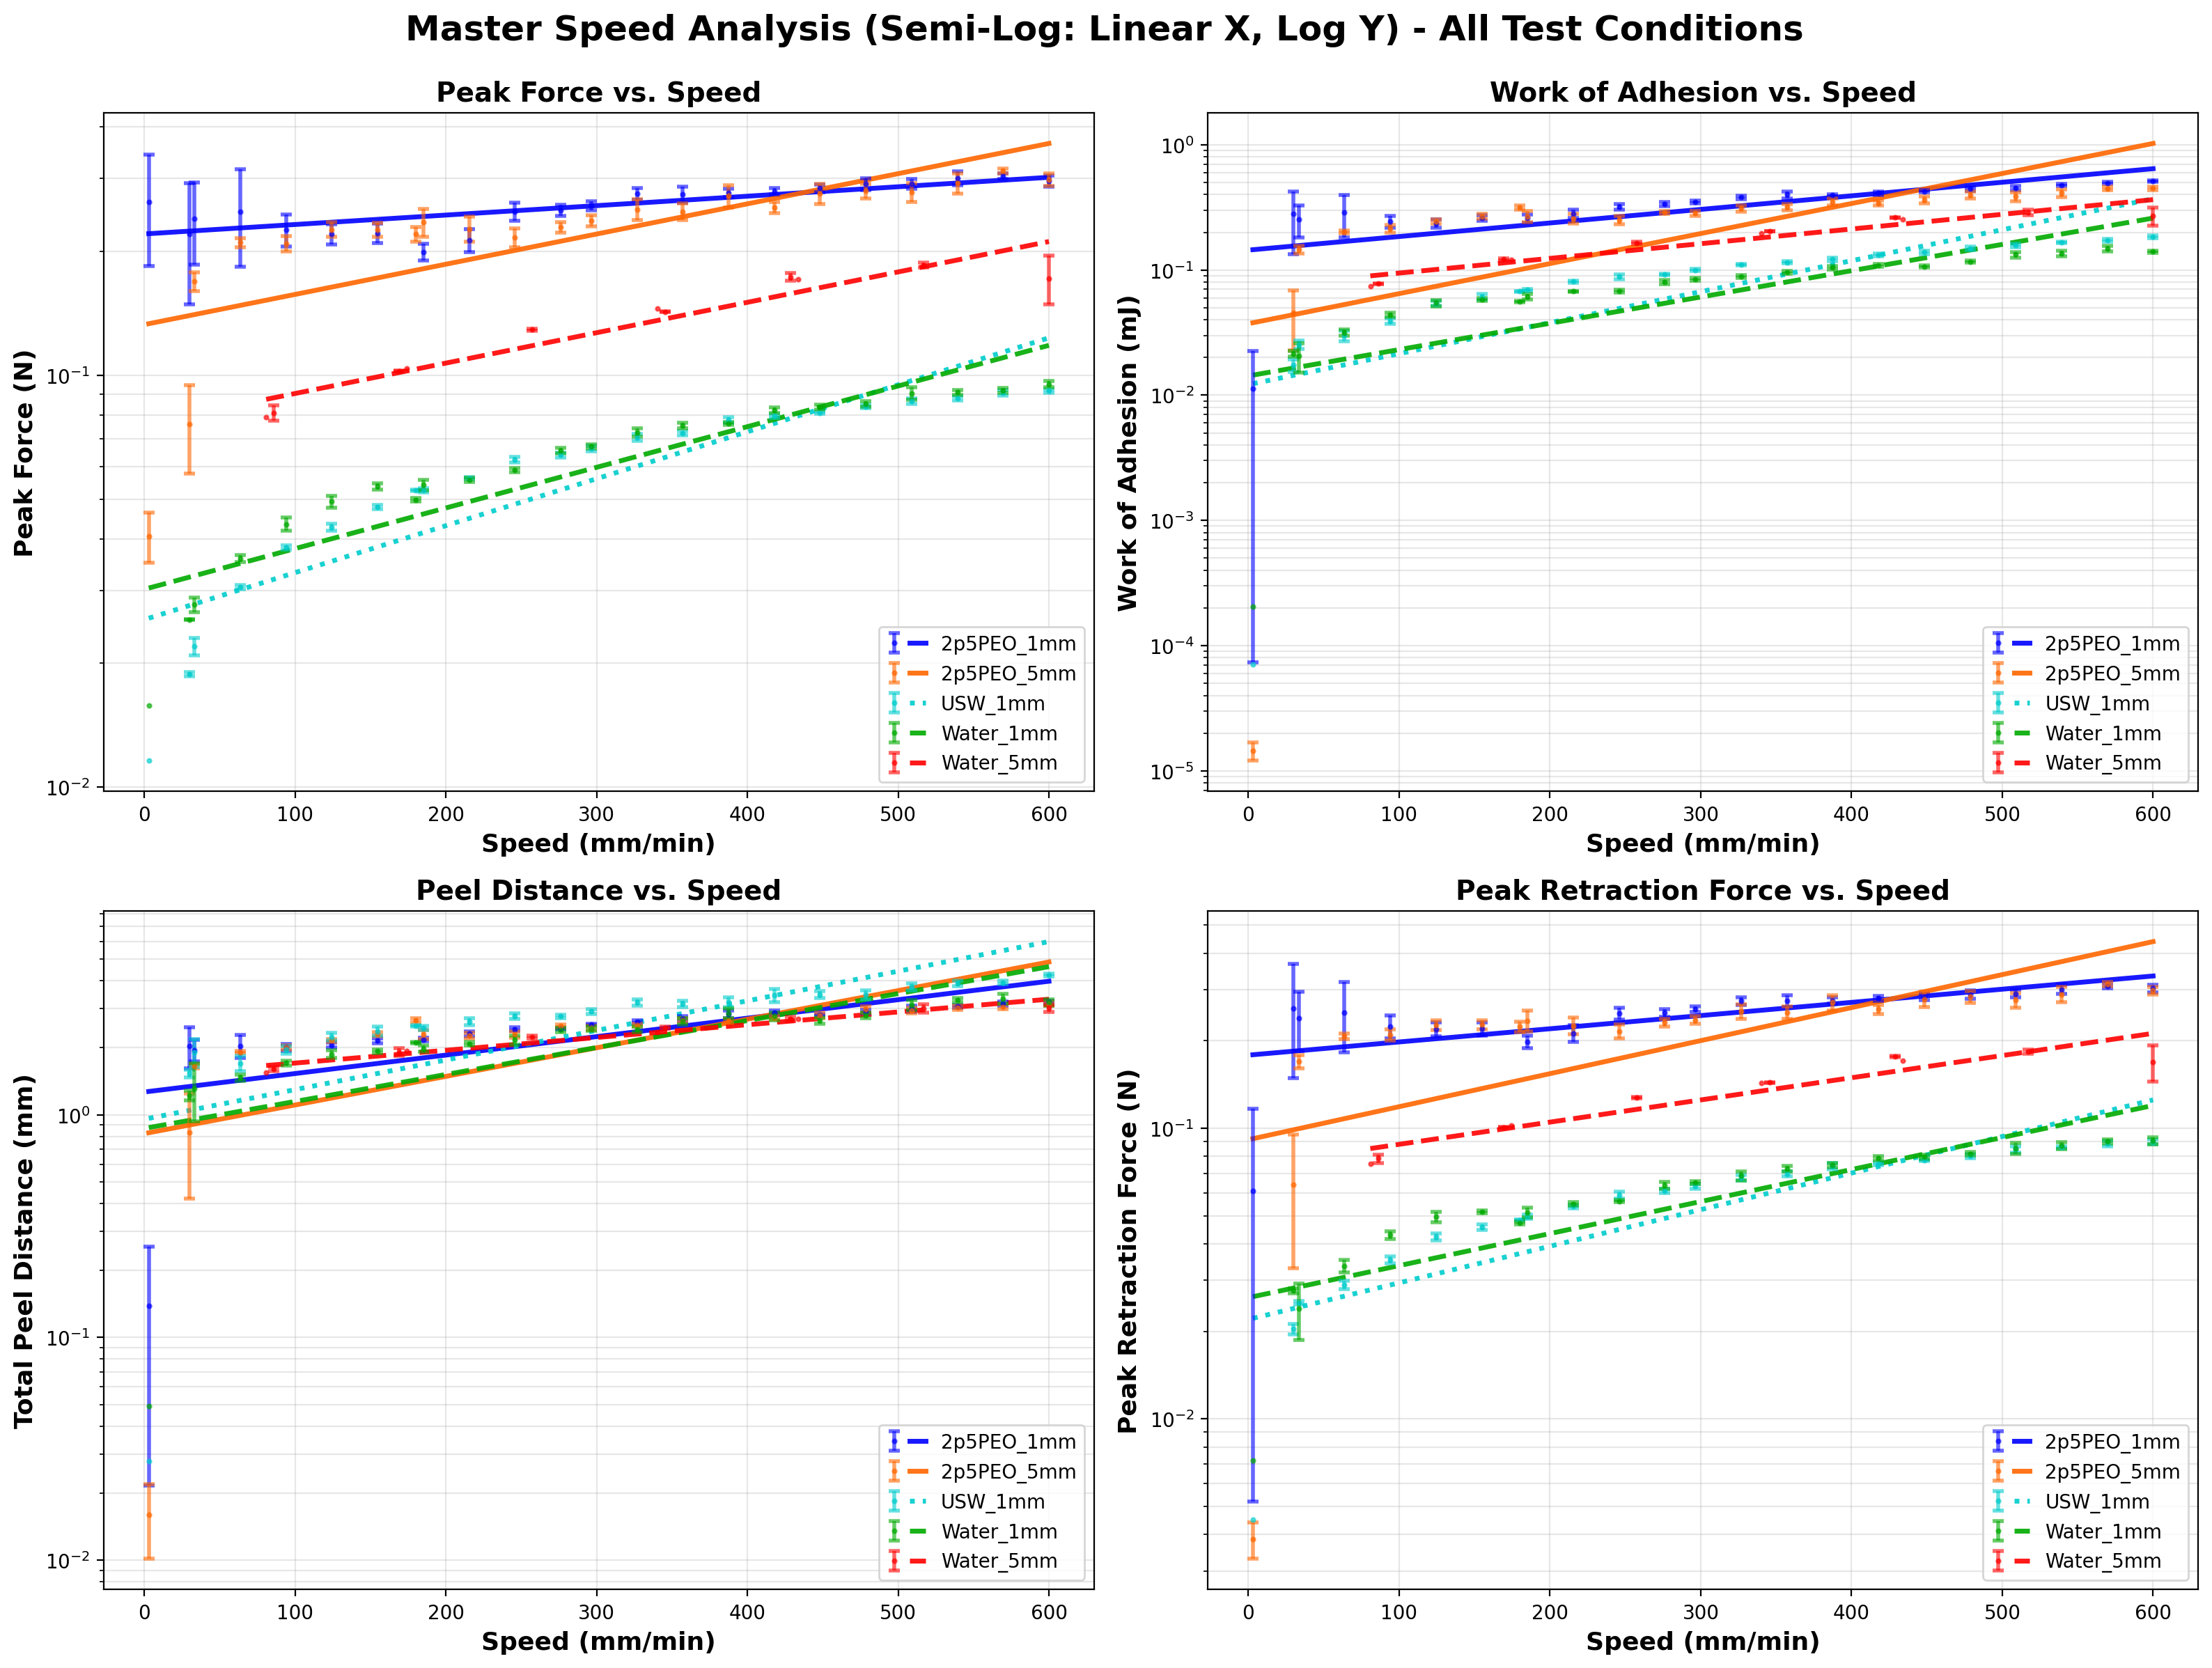 Master Speed Analysis (Semi-Log: Linear X, Log Y) - All Test Conditions
Peak Force vs. Speed
Peak Force (N)
10⁻¹
10⁻²
0 100 200 300 400 500 600
Speed (mm/min)
2p5PEO_1mm
2p5PEO_5mm
USW_1mm
Water_1mm
Water_5mm
Work of Adhesion vs. Speed
Work of Adhesion (mJ)
10⁰
10⁻¹
10⁻²
10⁻³
10⁻⁴
10⁻⁵
0 100 200 300 400 500 600
Speed (mm/min)
2p5PEO_1mm
2p5PEO_5mm
USW_1mm
Water_1mm
Water_5mm
Peel Distance vs. Speed
Total Peel Distance (mm)
10⁰
10⁻¹
10⁻²
0 100 200 300 400 500 600
Speed (mm/min)
2p5PEO_1mm
2p5PEO_5mm
USW_1mm
Water_1mm
Water_5mm
Peak Retraction Force vs. Speed
Peak Retraction Force (N)
10⁻¹
10⁻²
0 100 200 300 400 500 600
Speed (mm/min)
2p5PEO_1mm
2p5PEO_5mm
USW_1mm
Water_1mm
Water_5mm